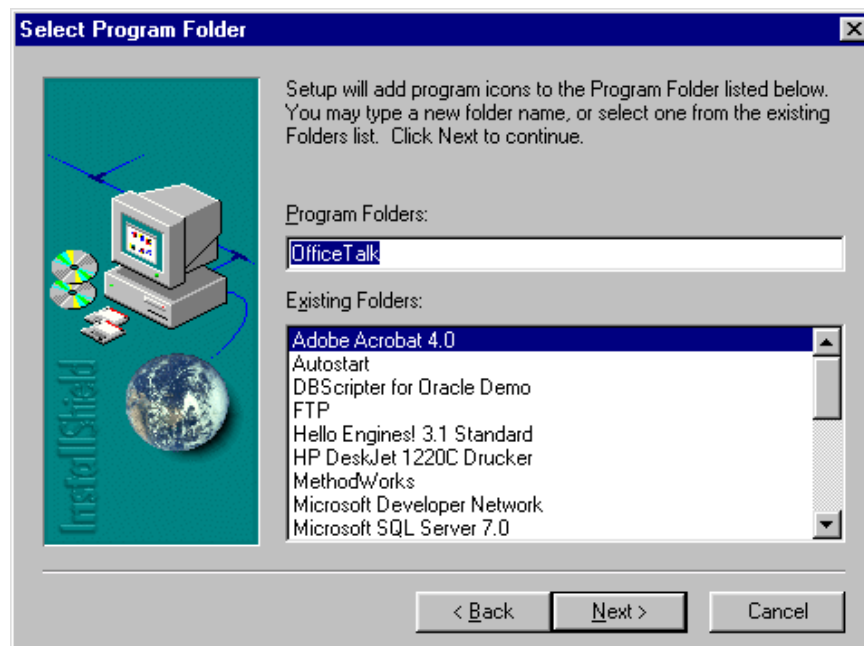 Select Program Folder
Setup will add program icons to the Program Folder listed below.
You may type a new folder name, or select one from the existing
Folders list.  Click Next to continue.
Program Folders:
OfficeTalk
Existing Folders:
Adobe Acrobat 4.0
Autostart
DBScripter for Oracle Demo
FTP
Hello Engines! 3.1 Standard
HP DeskJet 1220C Drucker
MethodWorks
Microsoft Developer Network
Microsoft SQL Server 7.0
InstallShield
< Back
Next >
Cancel